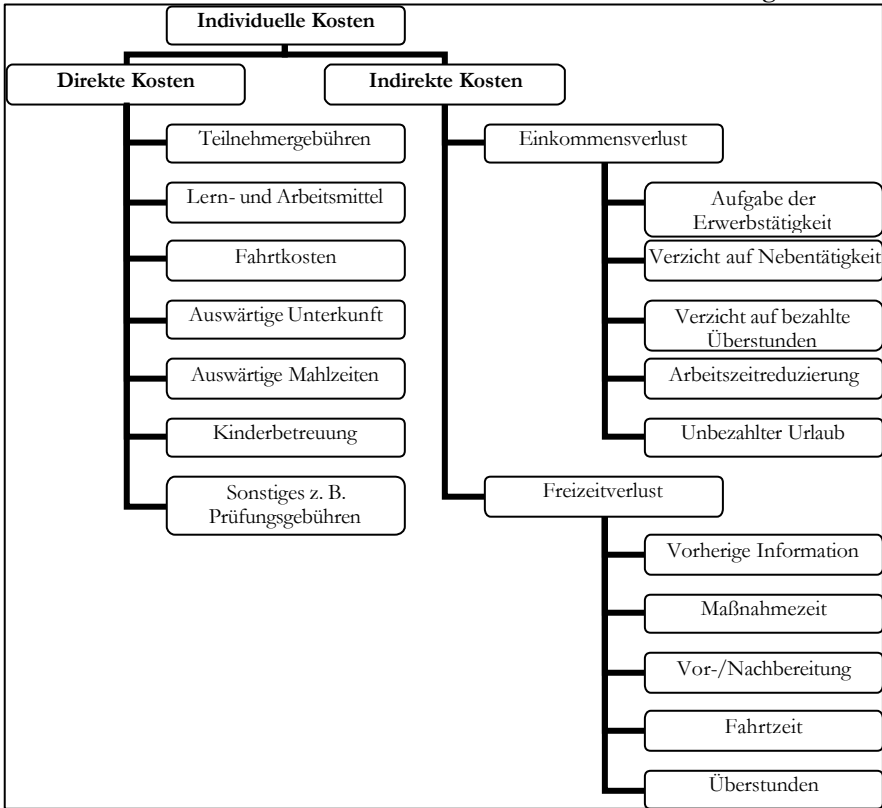 Individuelle Kosten
Direkte Kosten
Teilnehmergebühren
Lern- und Arbeitsmittel
Fahrtkosten
Auswärtige Unterkunft
Auswärtige Mahlzeiten
Kinderbetreuung
Sonstiges z. B.
Prüfungsgebühren
Indirekte Kosten
Einkommensverlust
Aufgabe der
Erwerbstätigkeit
Verzicht auf Nebentätigkeit
Verzicht auf bezahlte
Überstunden
Arbeitszeitreduzierung
Unbezahlter Urlaub
Freizeitverlust
Vorherige Information
Maßnahmezeit
Vor-/Nachbereitung
Fahrtzeit
Überstunden